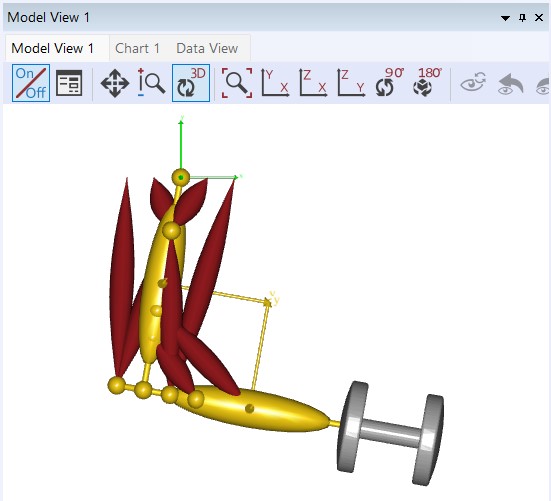 Model View 1
Model View 1 Chart 1 Data View
On Off 3D Y X Z X Z Y 90° 180°